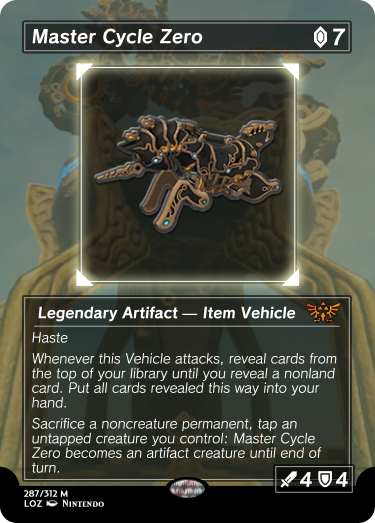 Master Cycle Zero 7
Legendary Artifact — Item Vehicle
Haste
Whenever this Vehicle attacks, reveal cards from
the top of your library until you reveal a nonland
card. Put all cards revealed this way into your
hand.
Sacrifice a noncreature permanent, tap an
untapped creature you control: Master Cycle
Zero becomes an artifact creature until end of
turn.
4 4
287/312 M
LOZ Nintendo